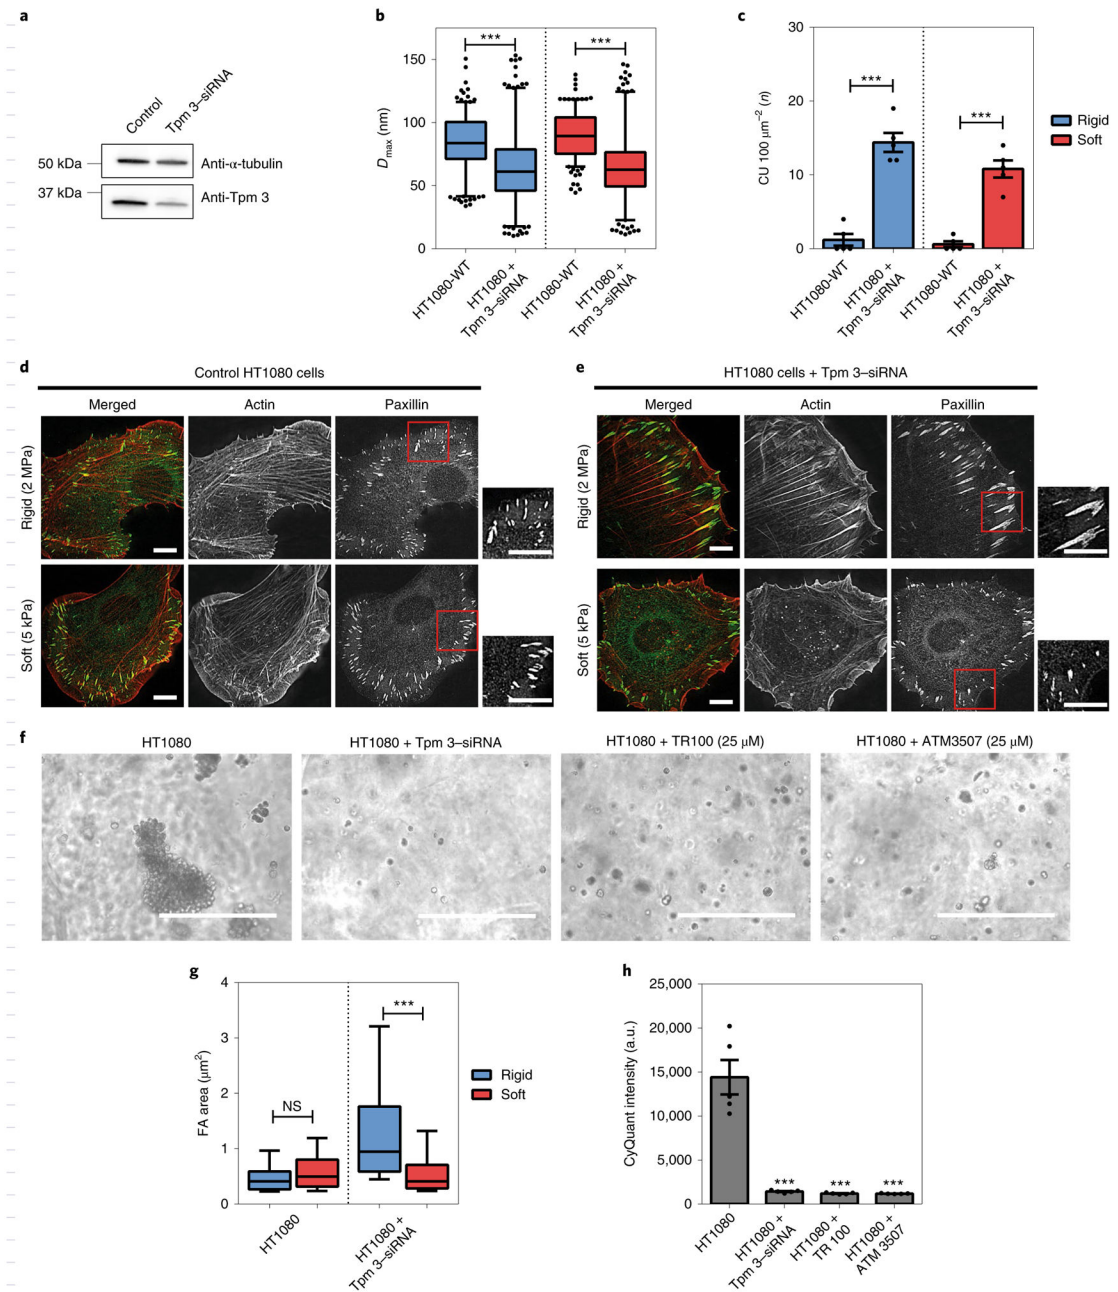 a
Control
Tpm 3–siRNA
50 kDa
Anti-α-tubulin
37 kDa
Anti-Tpm 3
b
***
***
150
100
50
0
Dmax (nm)
HT1080-WT
HT1080 +
Tpm 3–siRNA
HT1080-WT
HT1080 +
Tpm 3–siRNA
c
30
20
10
0
CU 100 μm⁻² (n)
***
***
Rigid
Soft
HT1080-WT
HT1080 +
Tpm 3–siRNA
HT1080-WT
HT1080 +
Tpm 3–siRNA
d
Control HT1080 cells
Merged
Actin
Paxillin
Rigid (2 MPa)
Soft (5 kPa)
e
HT1080 cells + Tpm 3–siRNA
Merged
Actin
Paxillin
Rigid (2 MPa)
Soft (5 kPa)
f
HT1080
HT1080 + Tpm 3–siRNA
HT1080 + TR100 (25 μM)
HT1080 + ATM3507 (25 μM)
g
4
3
2
1
0
FA area (μm²)
NS
***
Rigid
Soft
HT1080
HT1080 +
Tpm 3–siRNA
h
25,000
20,000
15,000
10,000
5,000
0
CyQuant intensity (a.u.)
***
***
***
HT1080
HT1080 +
Tpm 3–siRNA
HT1080 +
TR 100
HT1080 +
ATM 3507